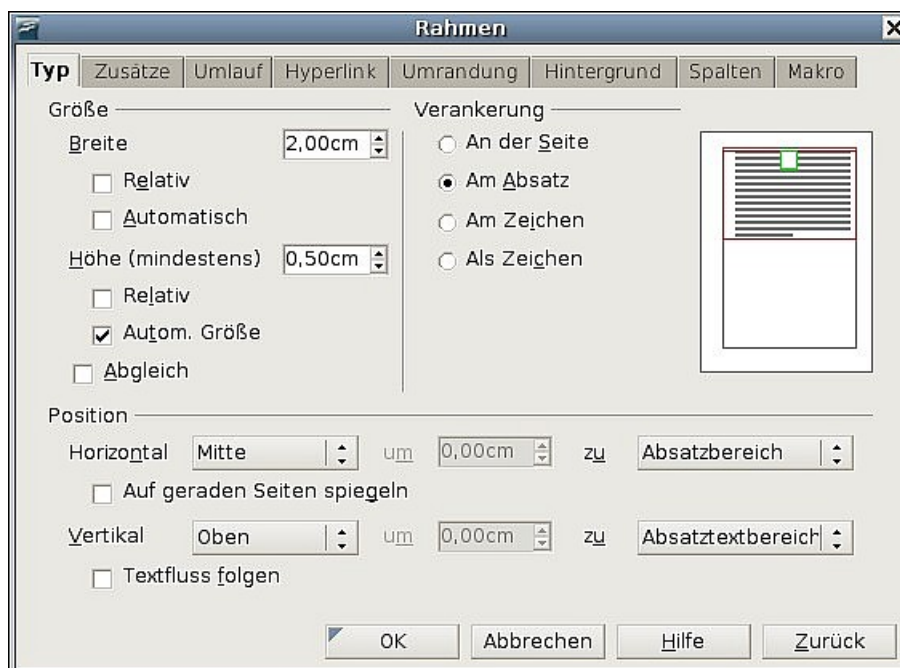 Rahmen
Typ Zusätze Umlauf Hyperlink Umrandung Hintergrund Spalten Makro
Größe
Breite 2,00cm
Relativ
Automatisch
Höhe (mindestens) 0,50cm
Relativ
Autom. Größe
Abgleich
Verankerung
An der Seite
Am Absatz
Am Zeichen
Als Zeichen
Position
Horizontal Mitte um 0,00cm zu Absatzbereich
Auf geraden Seiten spiegeln
Vertikal Oben um 0,00cm zu Absatztextbereich
Textfluss folgen
OK Abbrechen Hilfe Zurück